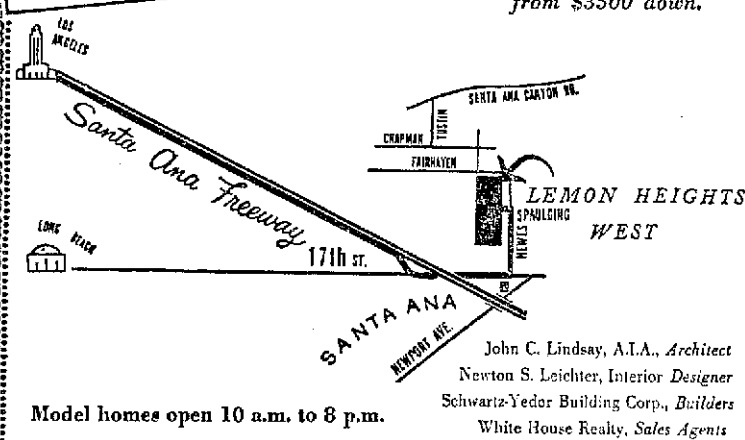 from $3500 down.
LOS
ANGELES
SANTA ANA CANYON RD.
TUSTIN
CHAPMAN
FAIRHAVEN
Santa Ana Freeway
LEMON HEIGHTS
WEST
SPAULDING
HEWES
LONG BEACH
17th ST.
SANTA ANA
NEWPORT AVE.
John C. Lindsay, A.I.A., Architect
Newton S. Leichter, Interior Designer
Schwartz-Yedor Building Corp., Builders
White House Realty, Sales Agents
Model homes open 10 a.m. to 8 p.m.